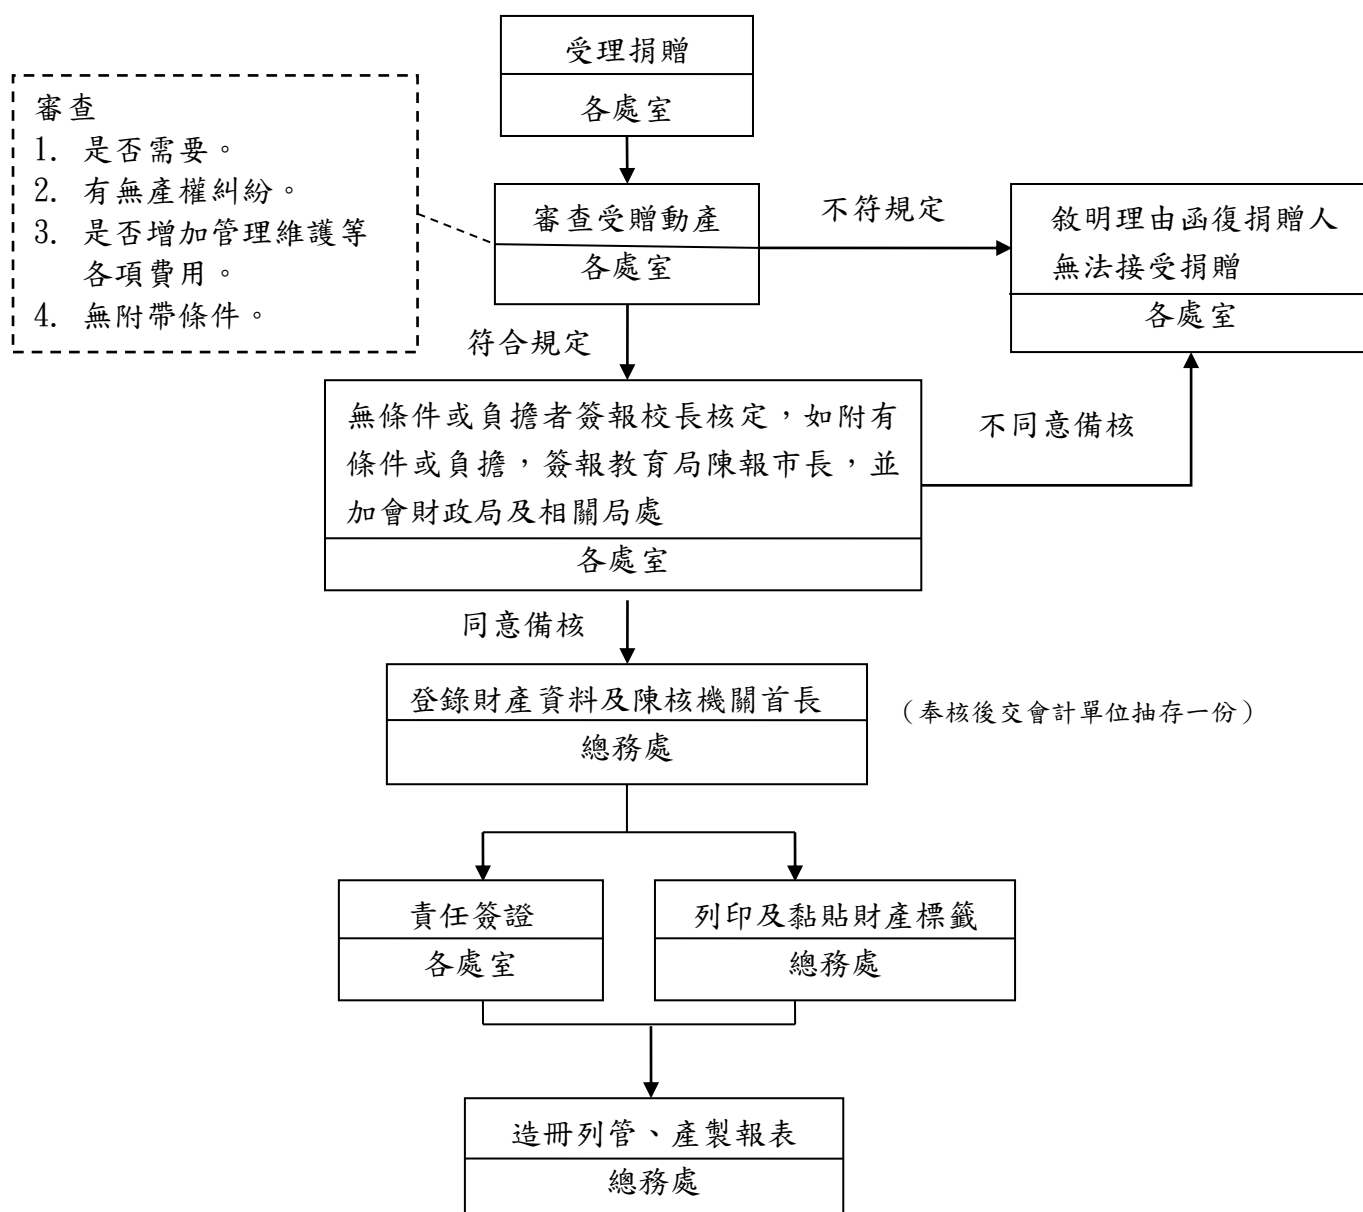 受理捐贈
各處室
審查
1. 是否需要。
2. 有無產權糾紛。
3. 是否增加管理維護等
各項費用。
4. 無附帶條件。
審查受贈動產
各處室
不符規定
敘明理由函復捐贈人
無法接受捐贈
各處室
符合規定
無條件或負擔者簽報校長核定，如附有
條件或負擔，簽報教育局陳報市長，並
加會財政局及相關局處
各處室
不同意備核
同意備核
登錄財產資料及陳核機關首長
總務處
（奉核後交會計單位抽存一份）
責任簽證
各處室
列印及黏貼財產標籤
總務處
造冊列管、產製報表
總務處